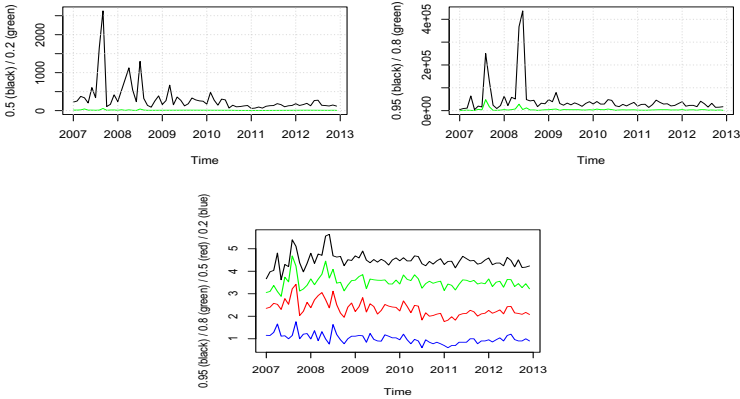 0.5 (black) / 0.2 (green)
0 1000 2000
2007 2008 2009 2010 2011 2012 2013
Time
0.95 (black) / 0.8 (green)
0e+00 2e+05 4e+05
2007 2008 2009 2010 2011 2012 2013
Time
0.95 (black) / 0.8 (green) / 0.5 (red) / 0.2 (blue)
1 2 3 4 5
2007 2008 2009 2010 2011 2012 2013
Time